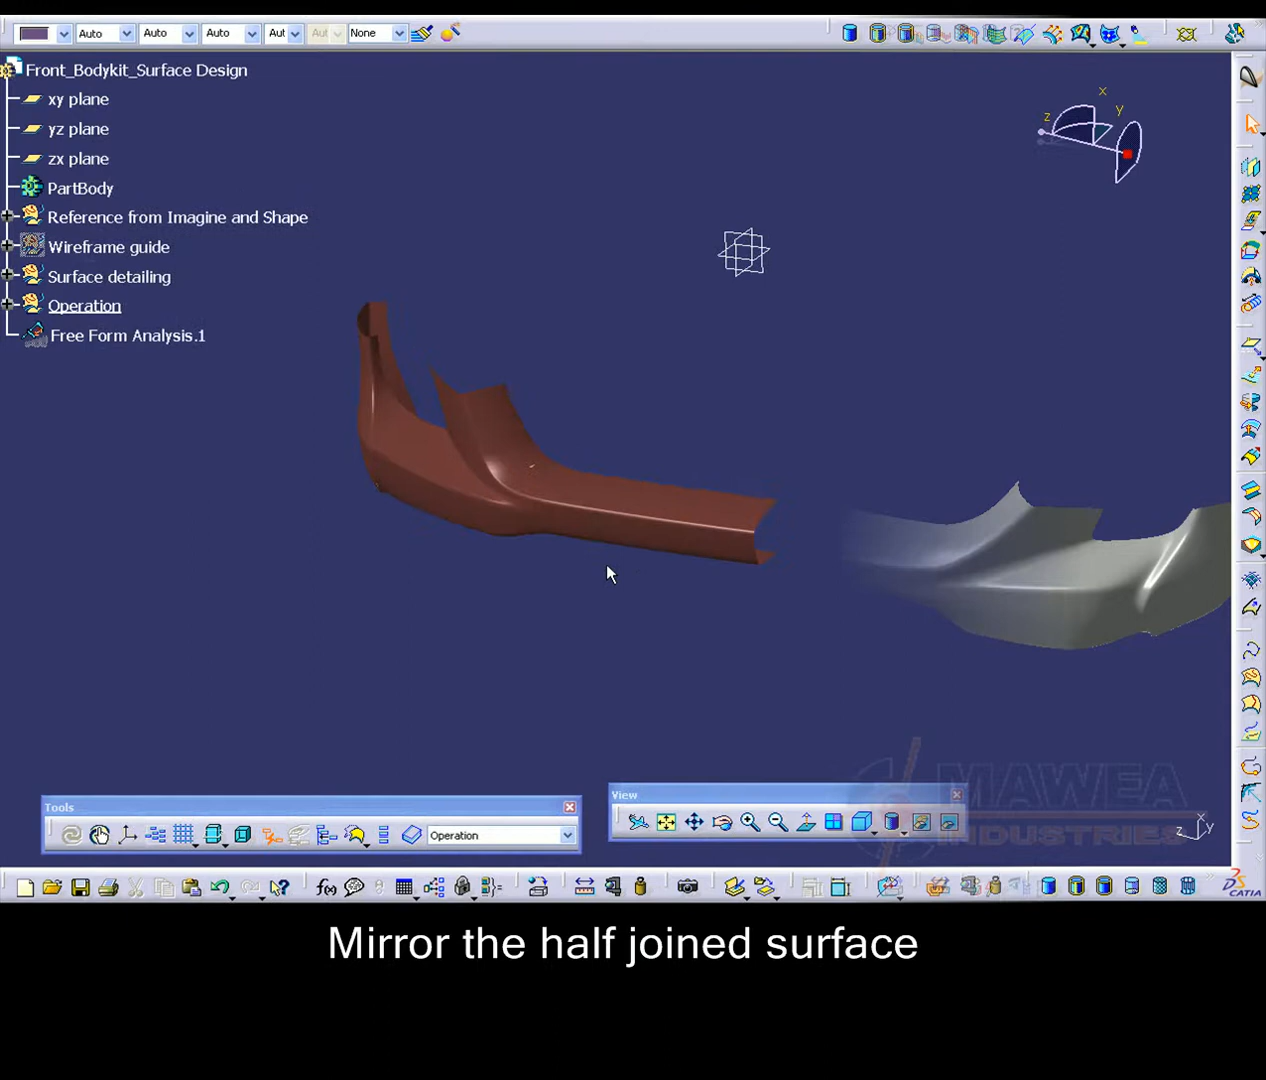 Auto
Auto
Auto
Aut
Aut
None
Front_Bodykit_Surface Design
xy plane
yz plane
zx plane
PartBody
Reference from Imagine and Shape
Wireframe guide
Surface detailing
Operation
Free Form Analysis.1
x
y
z
Tools
Operation
View
MAWEA
INDUSTRIES
x
y
z
f(x)
CATIA
Mirror the half joined surface